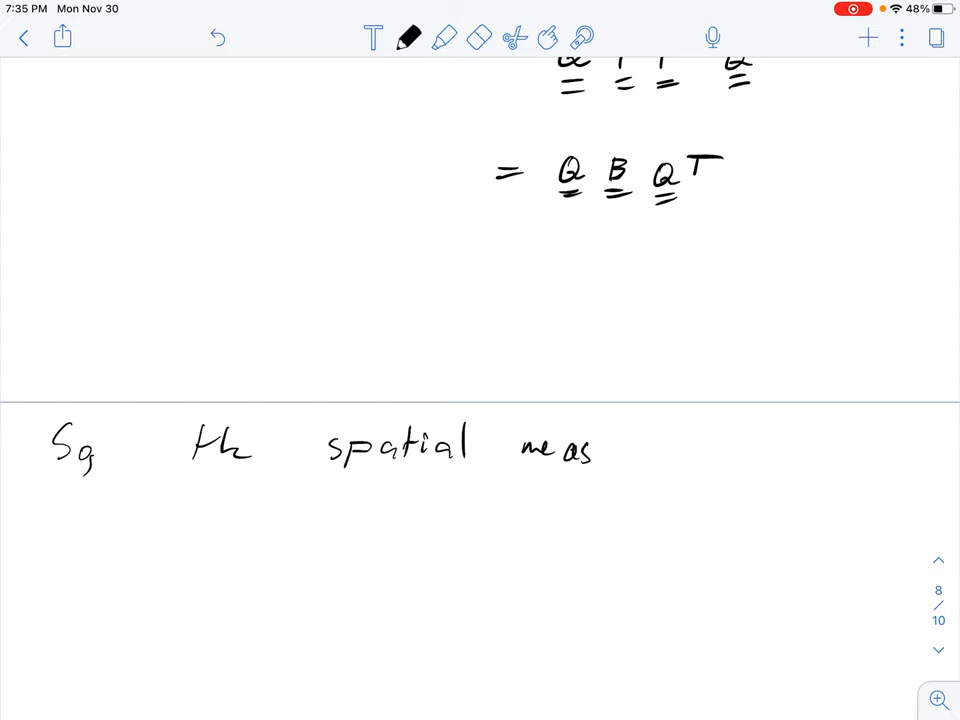 7:35 PM Mon Nov 30 48%
T
Q F F Q
= Q B Q T
So, the spatial meas
8
/
10